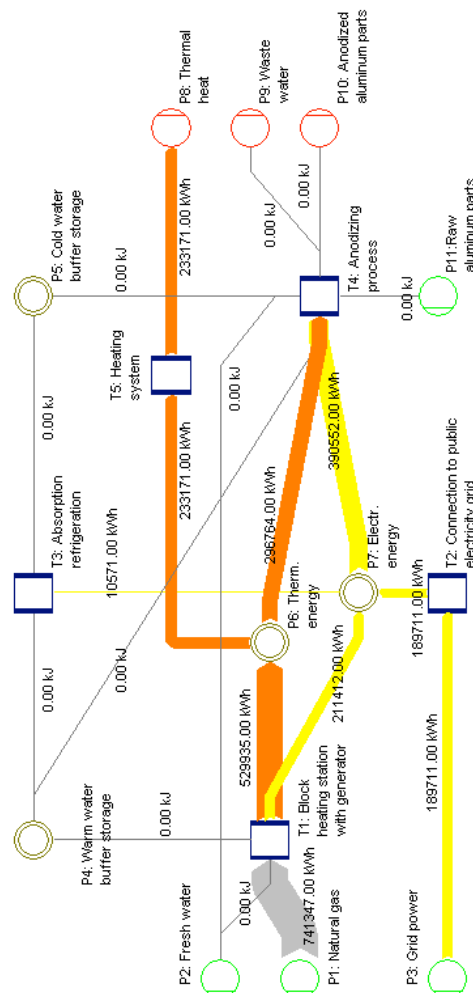 P5: Cold water
buffer storage
T3: Absorption
refrigeration
P4: Warm water
buffer storage
0.00 kJ
0.00 kJ
10571.00 kWh
0.00 kJ
0.00 kJ
0.00 kJ
T5: Heating
system
233171.00 kWh
233171.00 kWh
P8: Thermal
heat
P2: Fresh water
0.00 kJ
0.00 kJ
P9: Waste
water
0.00 kJ
529935.00 kWh
P6: Therm.
energy
296764.00 kWh
T1: Block
heating station
with generator
741347.00 kWh
P1: Natural gas
211412.00 kWh
390552.00 kWh
T4: Anodizing
process
0.00 kJ
P10: Anodized
aluminum parts
P7: Electr.
energy
0.00 kJ
P11:Raw
aluminum parts
189711.00 kWh
T2: Connection to public
electricity grid
189711.00 kWh
P3: Grid power